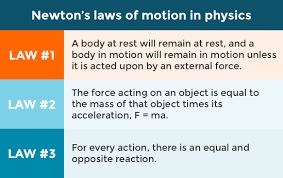 Newton's laws of motion in physics
LAW #1
A body at rest will remain at rest, and a
body in motion will remain in motion unless
it is acted upon by an external force.
LAW #2
The force acting on an object is equal to
the mass of that object times its
acceleration, F = ma.
LAW #3
For every action, there is an equal and
opposite reaction.